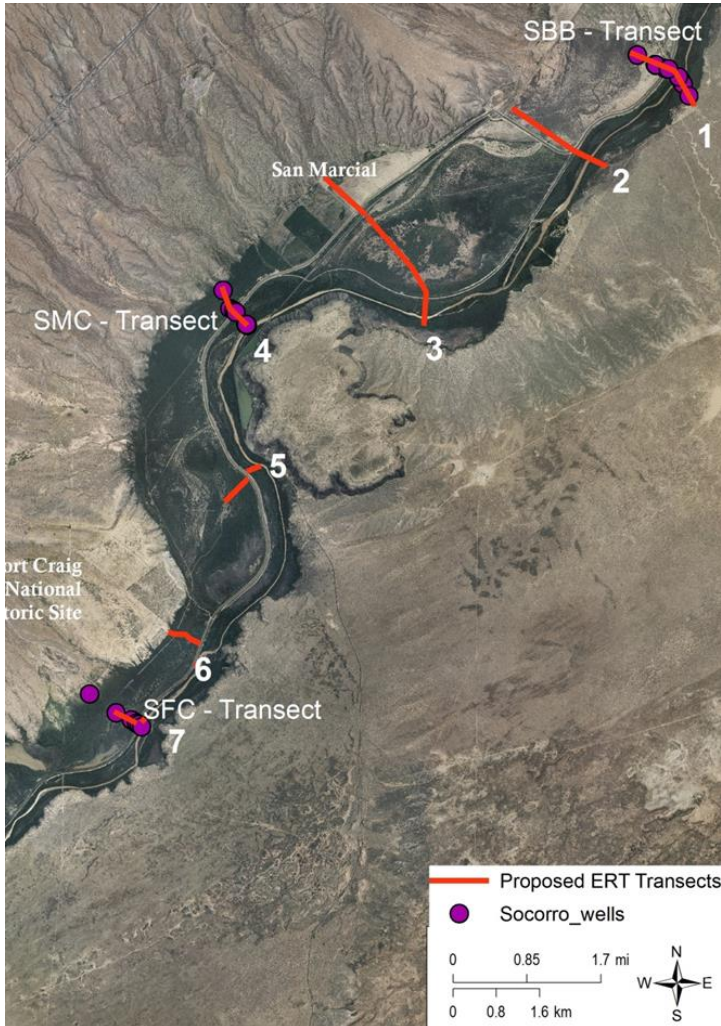 SBB - Transect
1
2
San Marcial
SMC - Transect
4
3
5
ort Craig
National
toric Site
6
SFC - Transect
7
Proposed ERT Transects
Socorro_wells
0 0.85 1.7 mi
0 0.8 1.6 km
N
W E
S